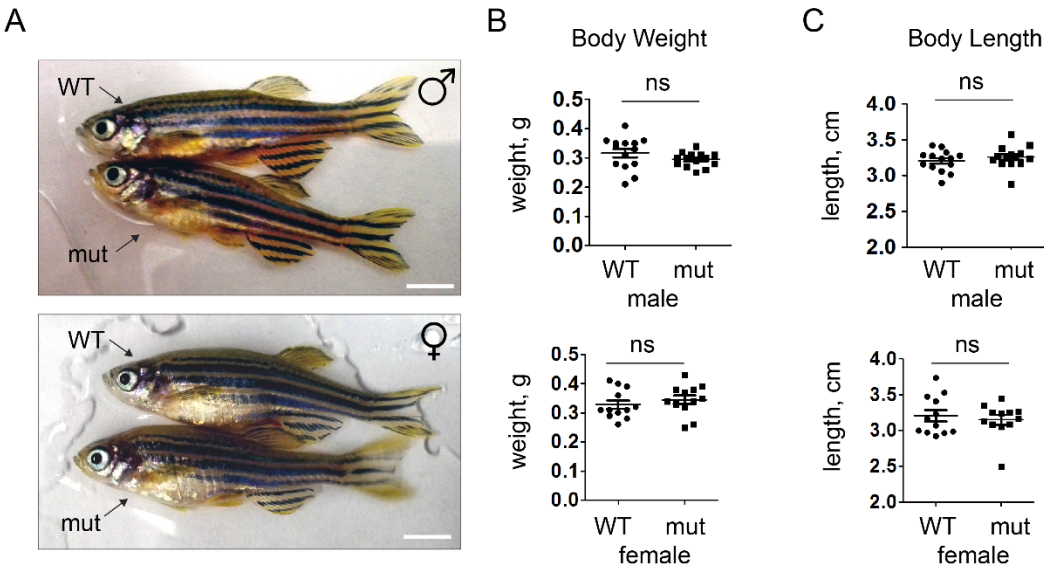 A
WT
♂
mut
WT
♀
mut
B
Body Weight
ns
0.5
0.4
0.3
0.2
0.1
0.0
weight, g
WT mut
male
ns
0.5
0.4
0.3
0.2
0.1
0.0
weight, g
WT mut
female
C
Body Length
ns
4.0
3.5
3.0
2.5
2.0
length, cm
WT mut
male
ns
4.0
3.5
3.0
2.5
2.0
length, cm
WT mut
female